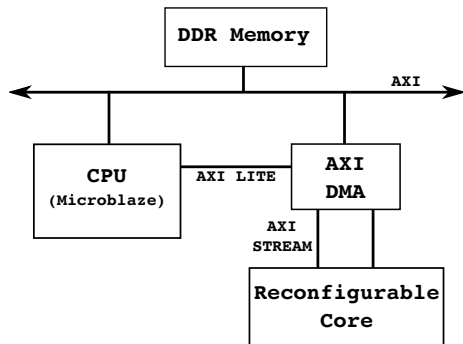 DDR Memory
AXI
CPU
(Microblaze)
AXI LITE
AXI
DMA
AXI
STREAM
Reconfigurable
Core